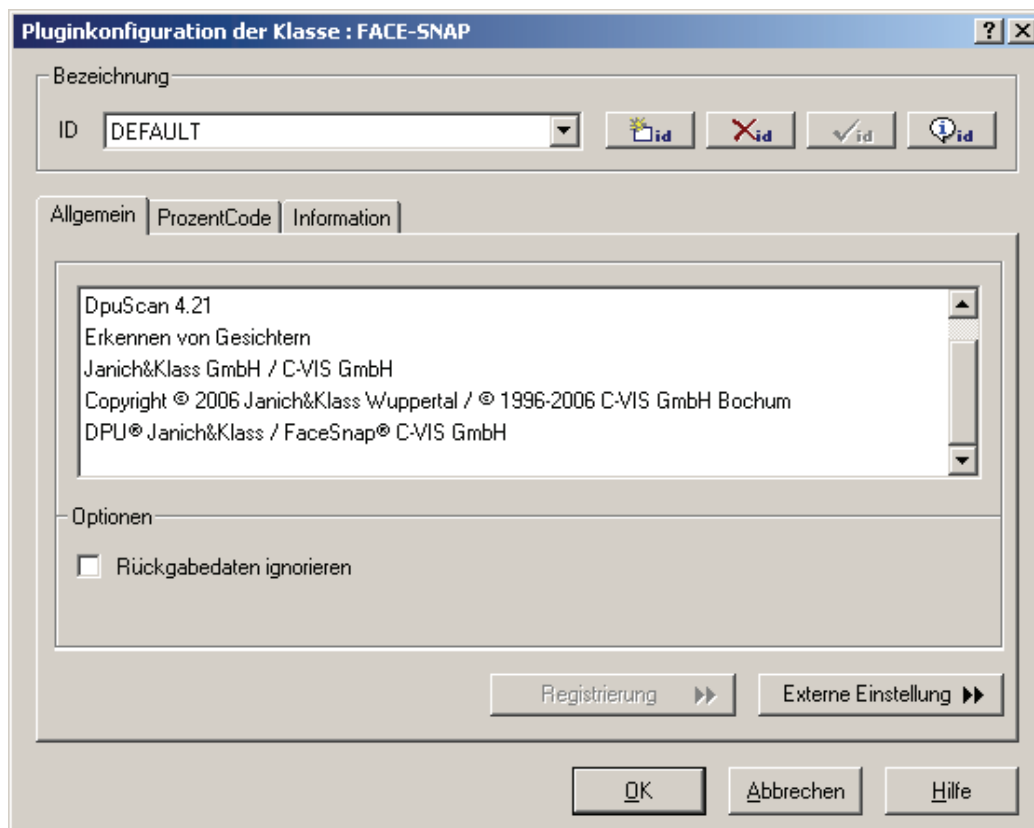 Pluginkonfiguration der Klasse : FACE-SNAP
Bezeichnung
ID DEFAULT id id id id
Allgemein ProzentCode Information
DpuScan 4.21
Erkennen von Gesichtern
Janich&Klass GmbH / C-VIS GmbH
Copyright © 2006 Janich&Klass Wuppertal / © 1996-2006 C-VIS GmbH Bochum
DPU® Janich&Klass / FaceSnap® C-VIS GmbH
Optionen
Rückgabedaten ignorieren
Registrierung Externe Einstellung
OK Abbrechen Hilfe